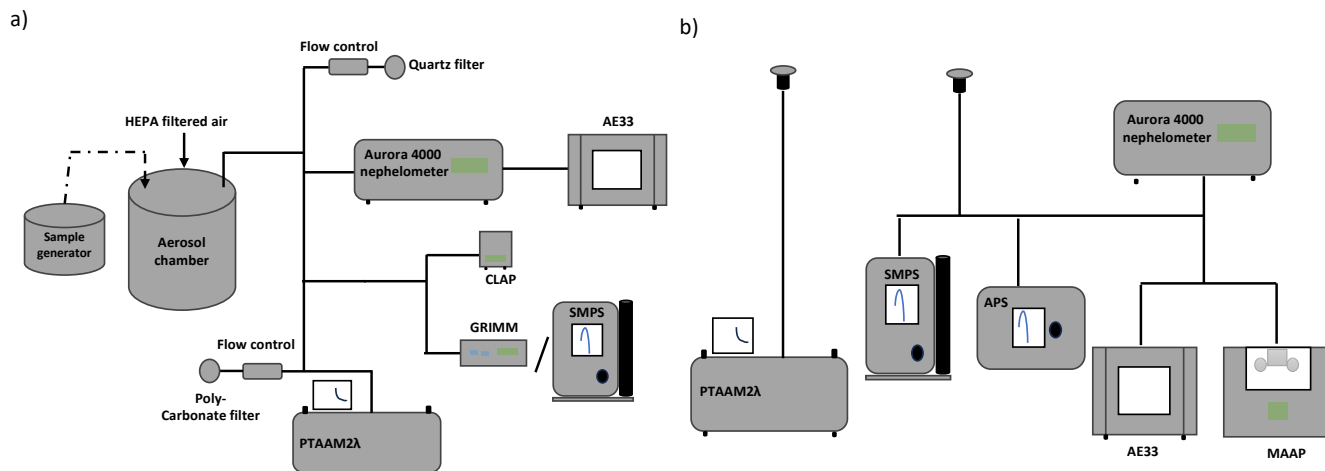 a)
Flow control
Quartz filter
HEPA filtered air
AE33
Aurora 4000
nephelometer
Sample
generator
Aerosol
chamber
CLAP
SMPS
GRIMM
Flow control
Poly-
Carbonate filter
PTAAM2λ
b)
Aurora 4000
nephelometer
SMPS
APS
PTAAM2λ
AE33
MAAP